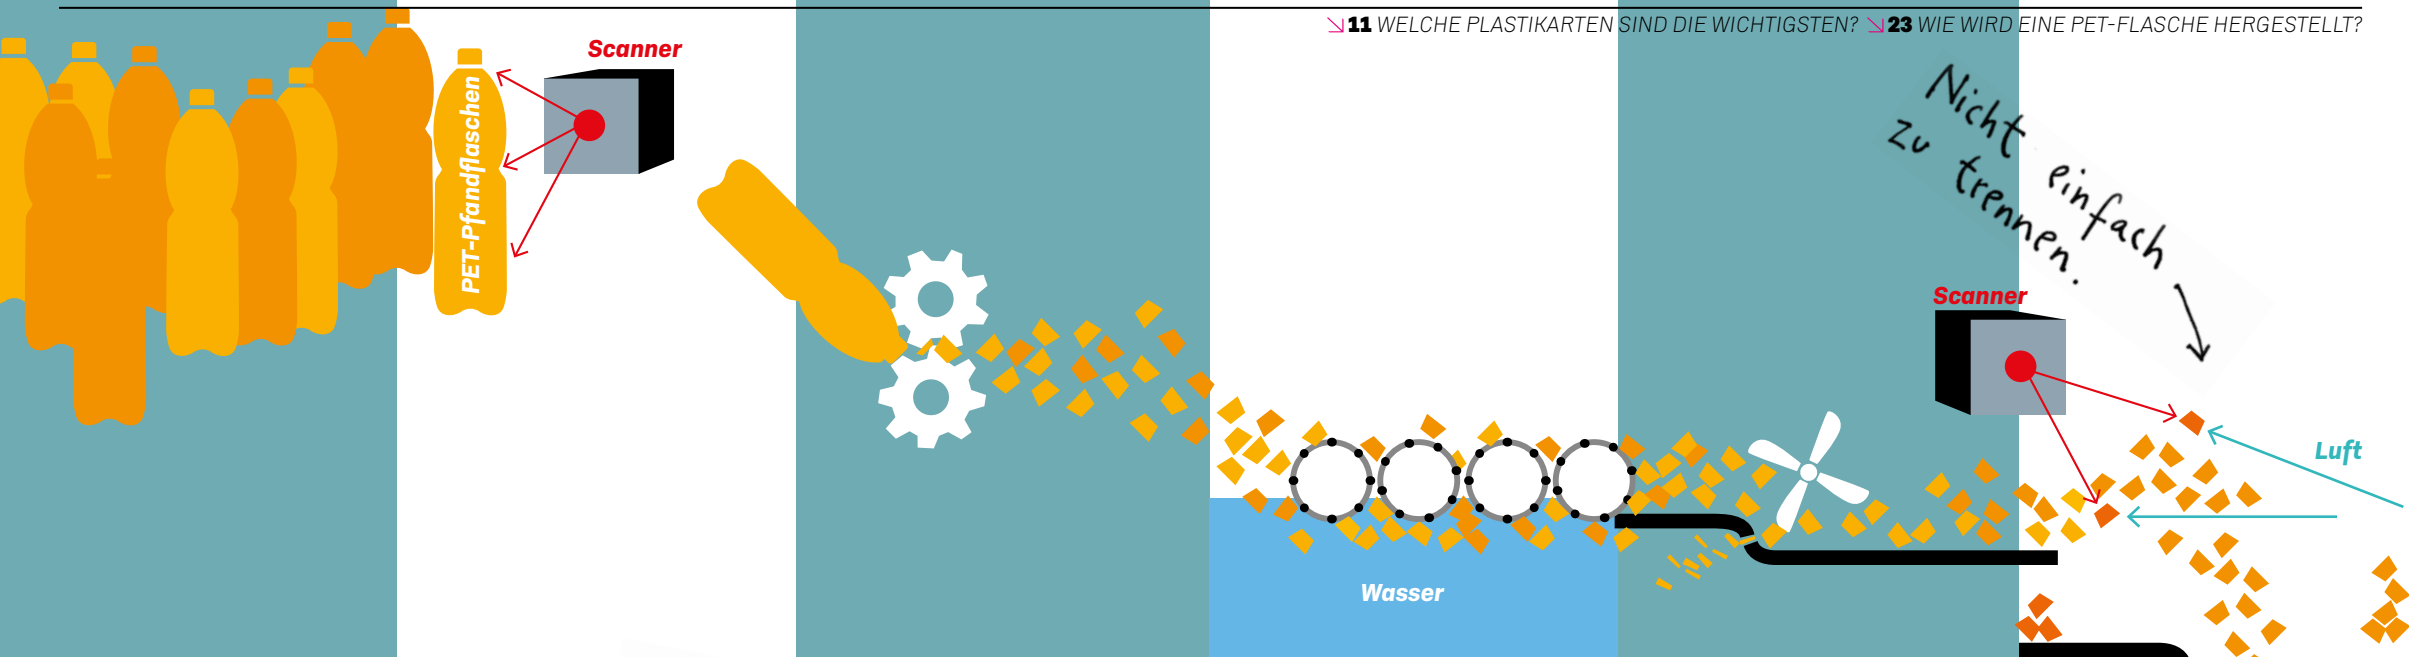 ↘11 WELCHE PLASTIKARTEN SIND DIE WICHTIGSTEN? ↘23 WIE WIRD EINE PET-FLASCHE HERGESTELLT?
Scanner
PET-Pfandflaschen
Nicht einfach
zu trennen.
Scanner
Luft
Wasser